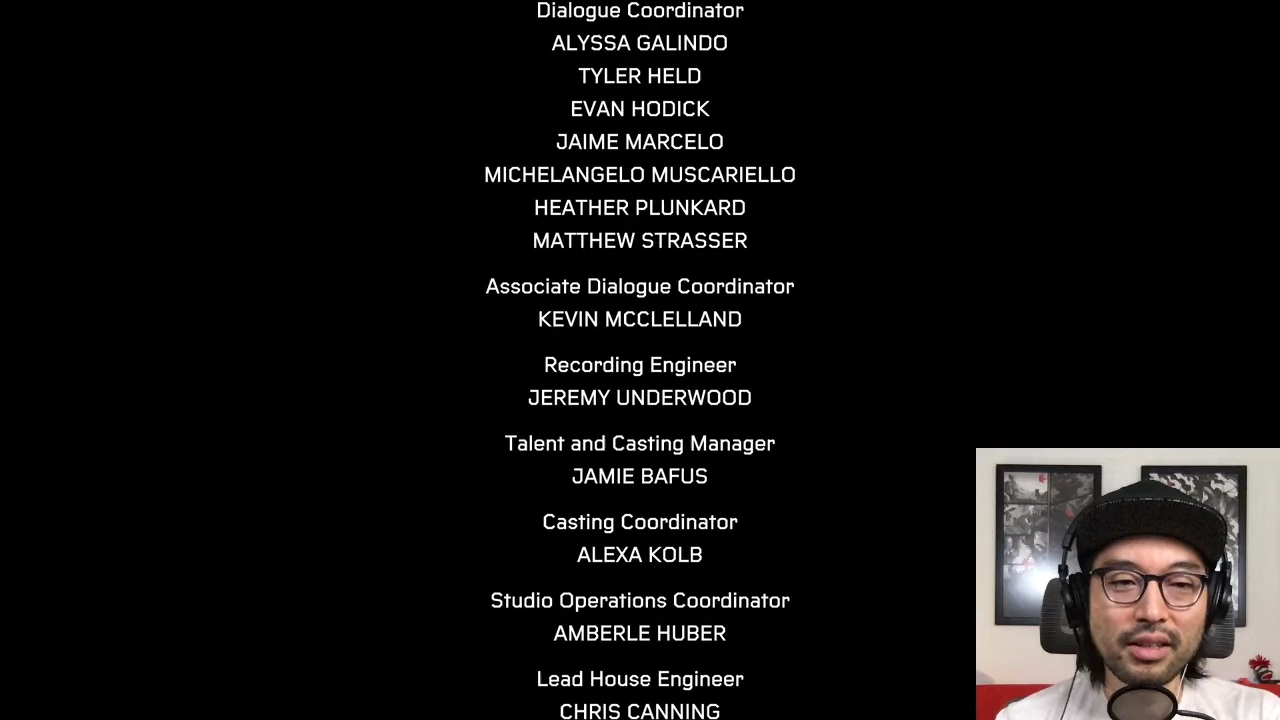 Dialogue Coordinator
ALYSSA GALINDO
TYLER HELD
EVAN HODICK
JAIME MARCELO
MICHELANGELO MUSCARIELLO
HEATHER PLUNKARD
MATTHEW STRASSER
Associate Dialogue Coordinator
KEVIN MCCLELLAND
Recording Engineer
JEREMY UNDERWOOD
Talent and Casting Manager
JAMIE BAFUS
Casting Coordinator
ALEXA KOLB
Studio Operations Coordinator
AMBERLE HUBER
Lead House Engineer
CHRIS CANNING